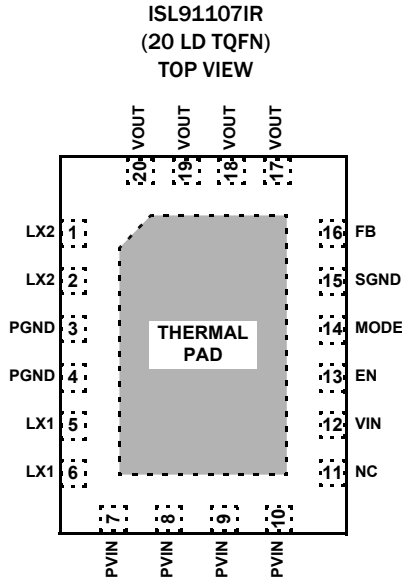 ISL91107IR
(20 LD TQFN)
TOP VIEW
VOUT VOUT VOUT VOUT
20 19 18 17
LX2 1
LX2 2
PGND 3
PGND 4
LX1 5
LX1 6
THERMAL
PAD
16 FB
15 SGND
14 MODE
13 EN
12 VIN
11 NC
7 8 9 10
PVIN PVIN PVIN PVIN